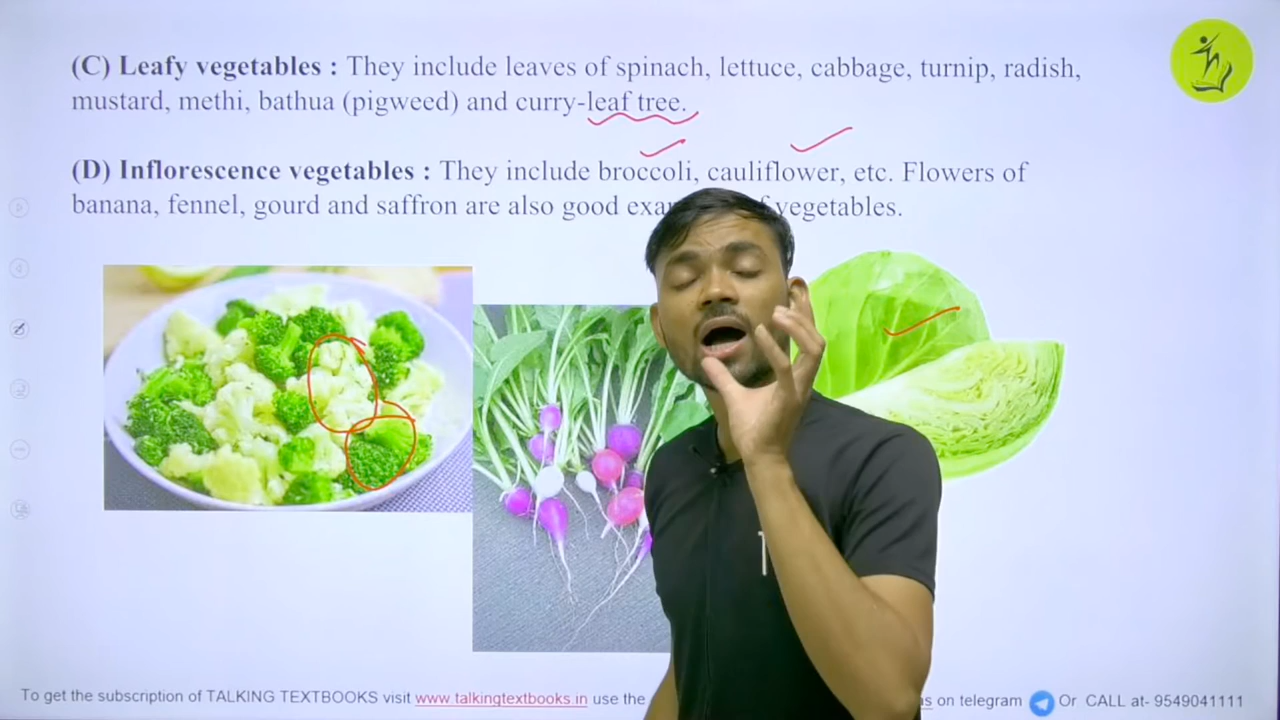 (C) Leafy vegetables : They include leaves of spinach, lettuce, cabbage, turnip, radish,
mustard, methi, bathua (pigweed) and curry-leaf tree.
(D) Inflorescence vegetables : They include broccoli, cauliflower, etc. Flowers of
banana, fennel, gourd and saffron are also good vegetables.
To get the subscription of TALKING TEXTBOOKS visit www.talkingtextbooks.in use the on telegram Or CALL at- 9549041111